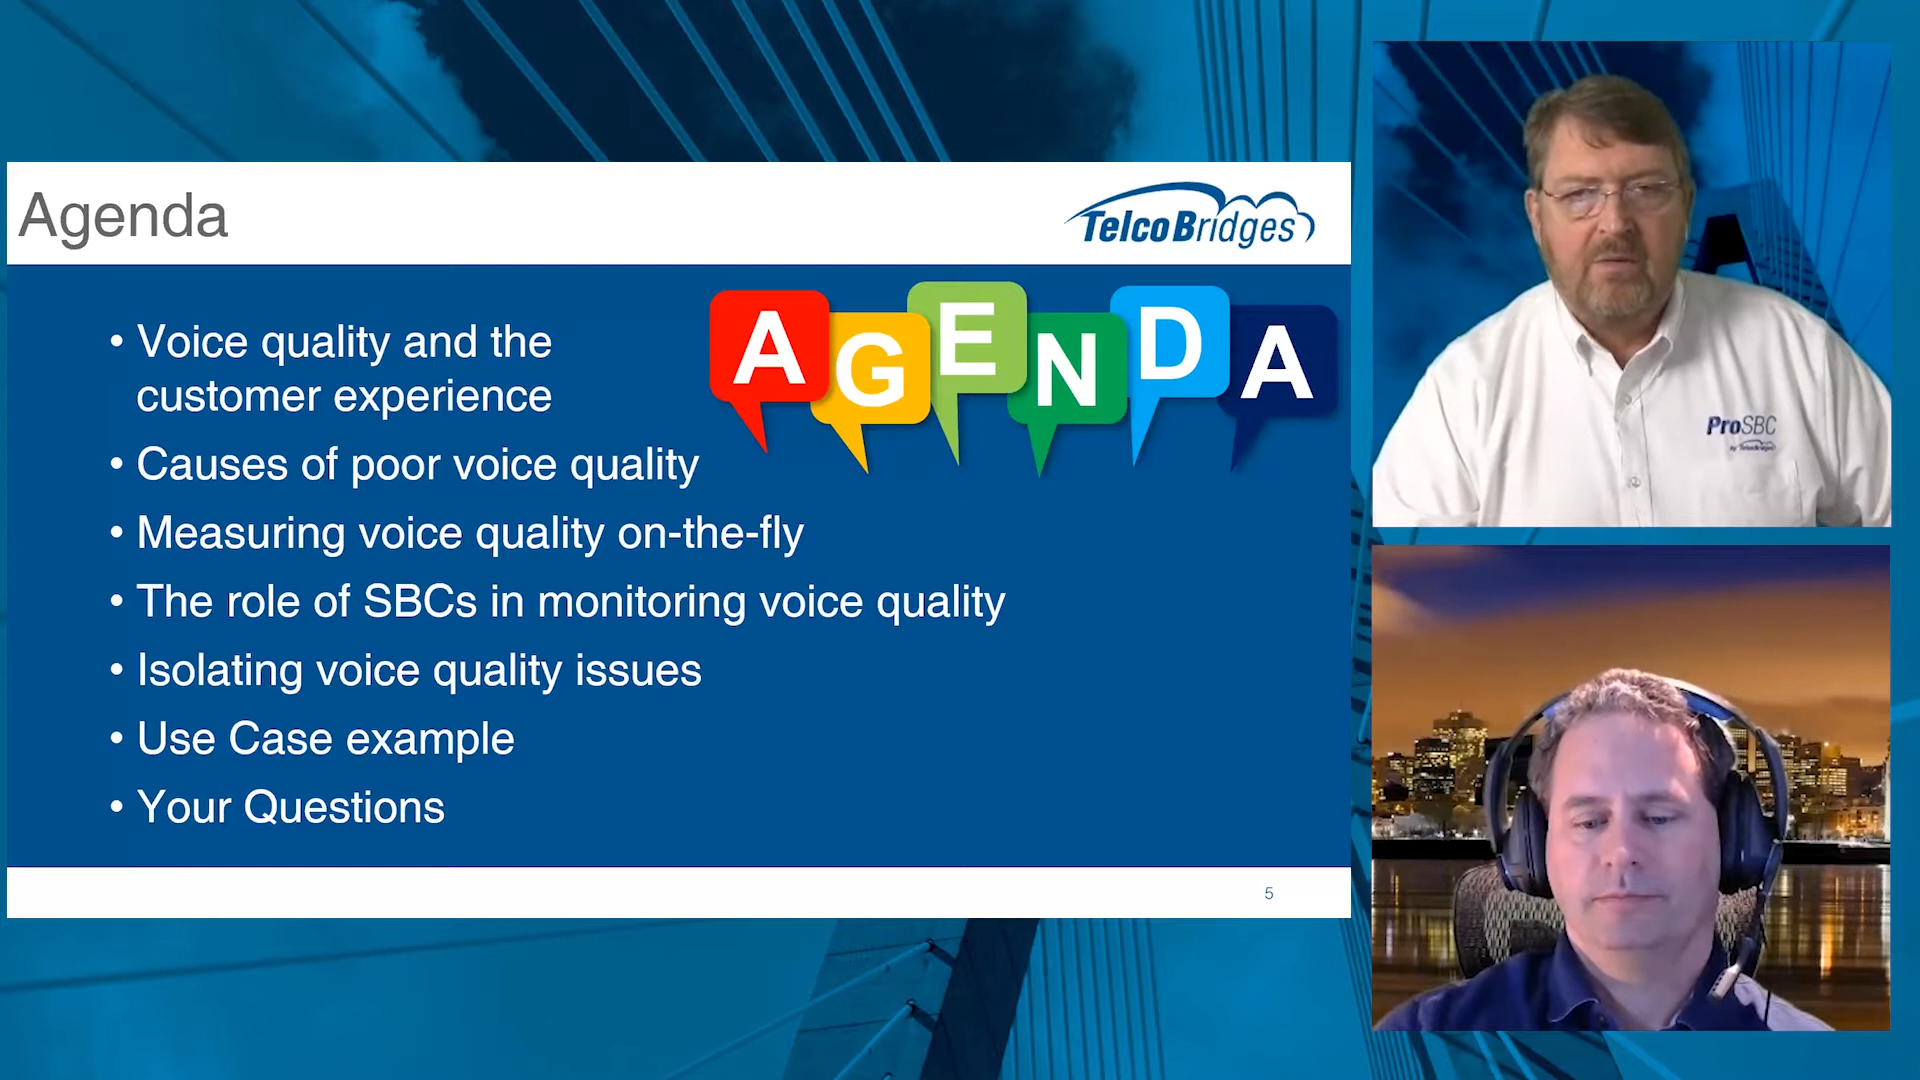 Agenda
TelcoBridges
AGENDA
• Voice quality and the
customer experience
• Causes of poor voice quality
• Measuring voice quality on-the-fly
• The role of SBCs in monitoring voice quality
• Isolating voice quality issues
• Use Case example
• Your Questions
5
ProSBC
by TelcoBridges